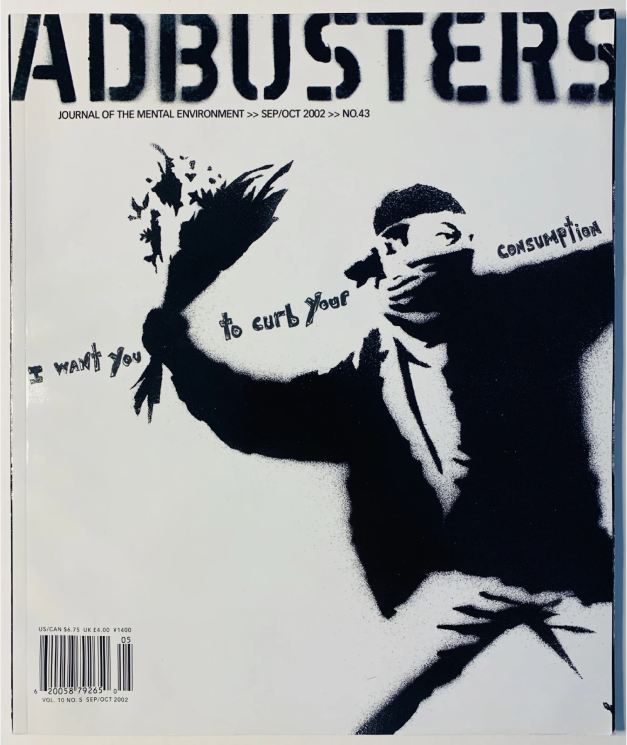 ADBUSTERS
JOURNAL OF THE MENTAL ENVIRONMENT >> SEP/OCT 2002 >> NO.43
I WANT You
to curb Your
CONSUMPtION
US/CAN $6.75 UK £4.00 ¥1400
05
6 20058 79265 0
VOL. 10 NO. 5 SEP/OCT 2002